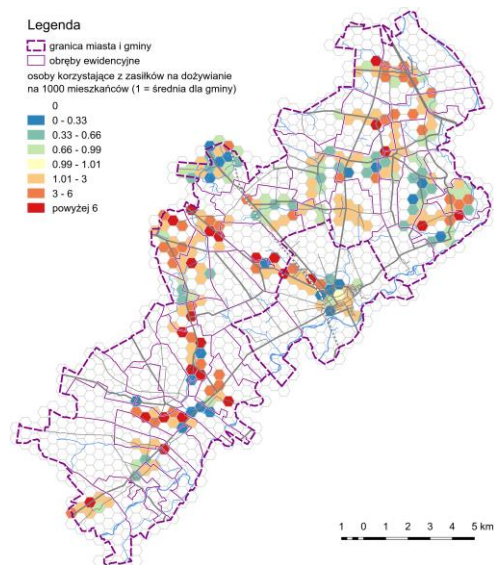 Legenda
granica miasta i gminy
obręby ewidencyjne
osoby korzystające z zasiłków na dożywianie
na 1000 mieszkańców (1 = średnia dla gminy)
0
0 - 0.33
0.33 - 0.66
0.66 - 0.99
0.99 - 1.01
1.01 - 3
3 - 6
powyżej 6
1 0 1 2 3 4 5 km